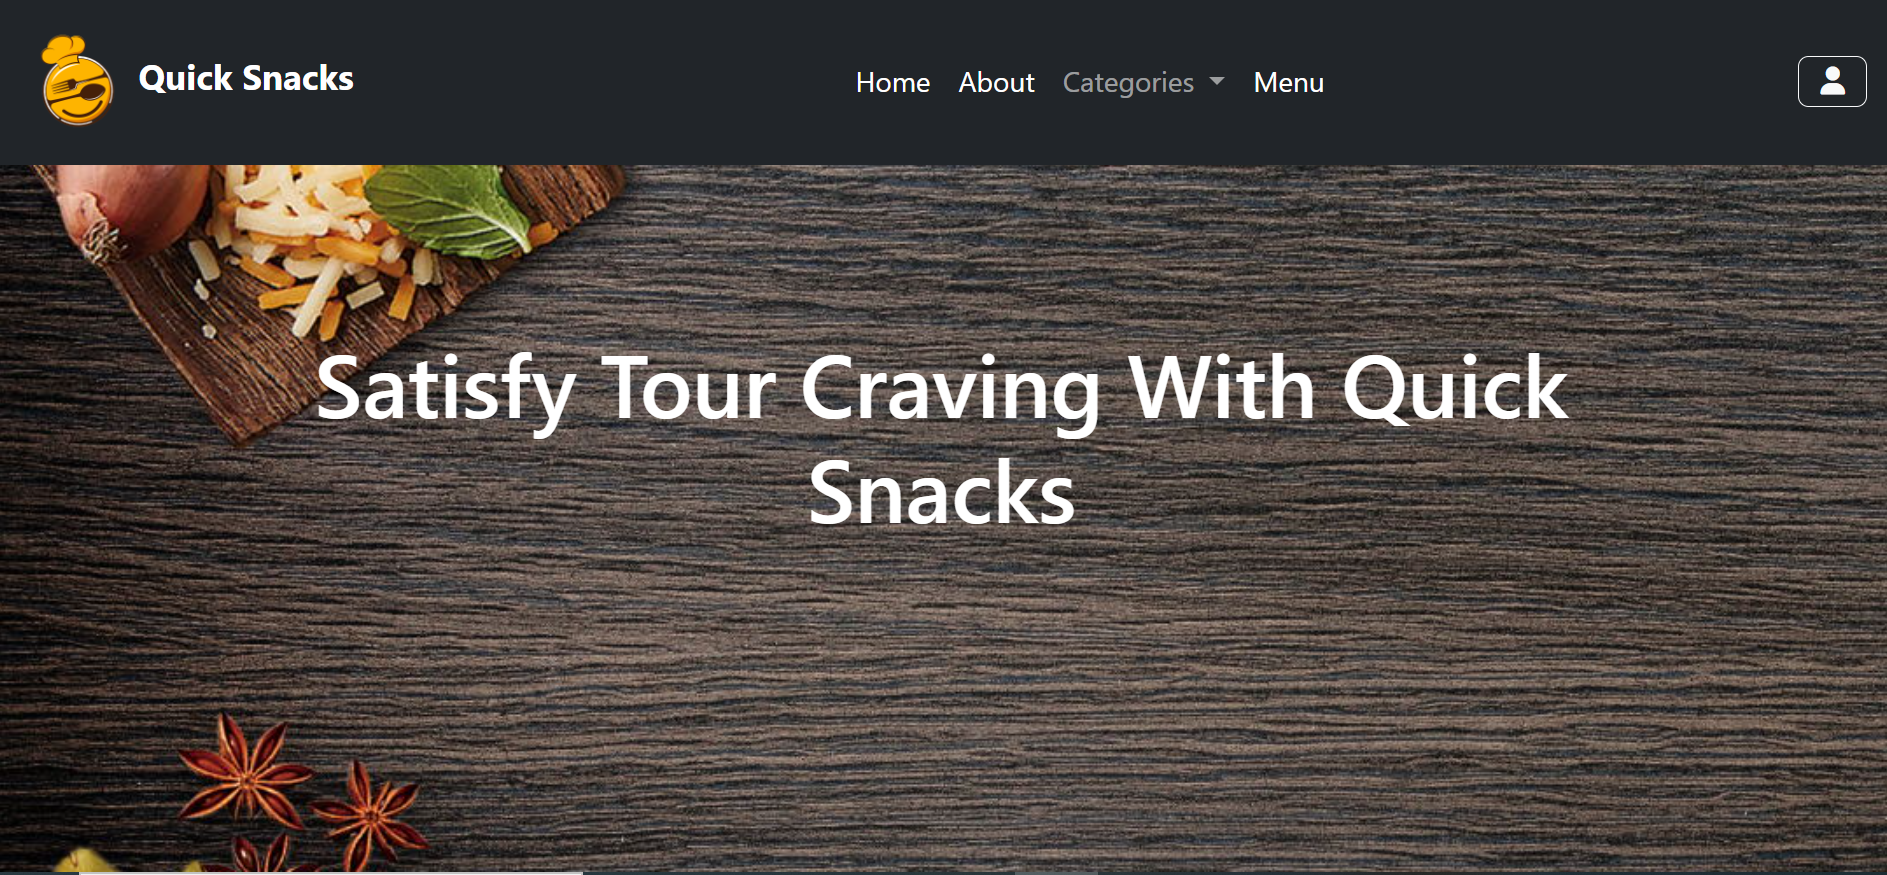 Quick Snacks
Home About Categories Menu
Satisfy Tour Craving With Quick
Snacks